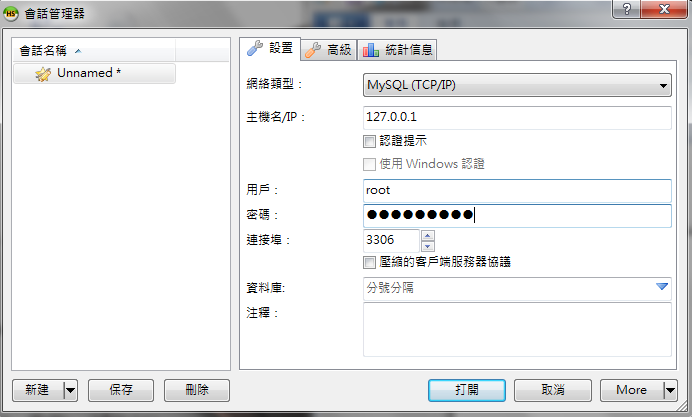 HS 會話管理器
會話名稱
Unnamed *
設置 高級 統計信息
網絡類型： MySQL (TCP/IP)
主機名/IP： 127.0.0.1
認證提示
使用 Windows 認證
用戶： root
密碼： ●●●●●●●●●
連接埠： 3306
壓縮的客戶端服務器協議
資料庫: 分號分隔
注釋：
新建 保存 刪除 打開 取消 More